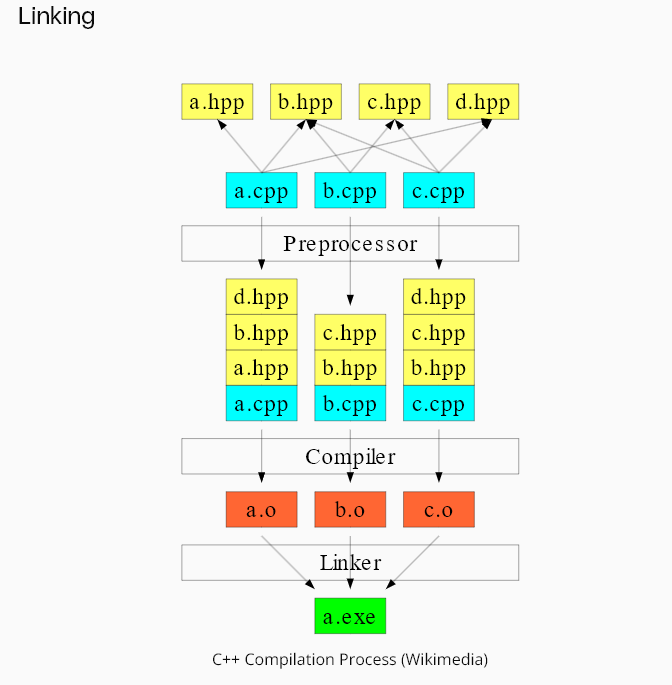 Linking
a.hpp b.hpp c.hpp d.hpp
a.cpp b.cpp c.cpp
Preprocessor
d.hpp d.hpp
b.hpp c.hpp c.hpp
a.hpp b.hpp b.hpp
a.cpp b.cpp c.cpp
Compiler
a.o b.o c.o
Linker
a.exe
C++ Compilation Process (Wikimedia)